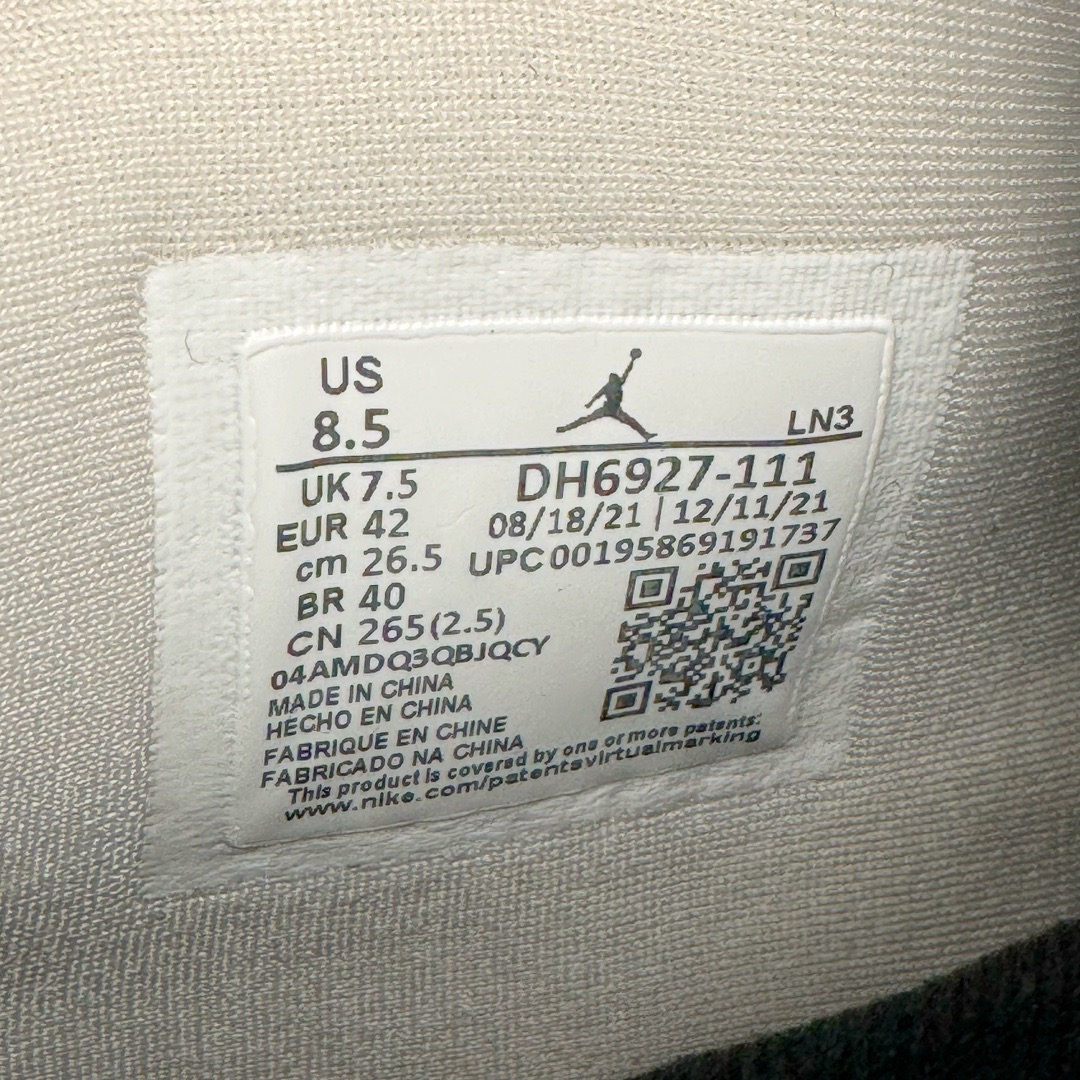 US
8.5
LN3
UK 7.5
DH6927-111
EUR 42
08/18/21 | 12/11/21
cm 26.5
UPC00195869191737
BR 40
CN 265(2.5)
04AMDQ3QBJQCY
MADE IN CHINA
HECHO EN CHINA
FABRIQUE EN CHINE
FABRICADO NA CHINA
This product is covered by one or more patents:
www.nike.com/patentsvirtualmarking